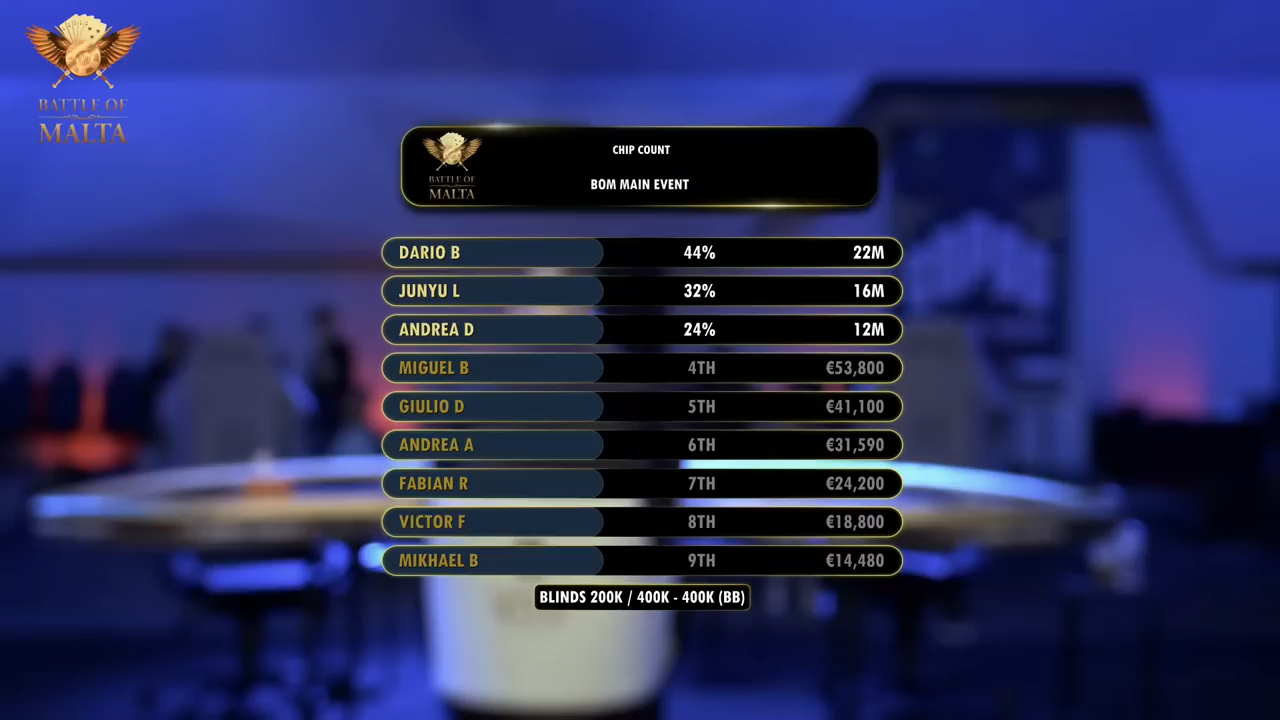 BATTLE OF
MALTA
CHIP COUNT
BATTLE OF
MALTA
BOM MAIN EVENT
DARIO B 44% 22M
JUNYU L 32% 16M
ANDREA D 24% 12M
MIGUEL B 4TH €53,800
GIULIO D 5TH €41,100
ANDREA A 6TH €31,590
FABIAN R 7TH €24,200
VICTOR F 8TH €18,800
MIKHAEL B 9TH €14,480
BLINDS 200K / 400K - 400K (BB)